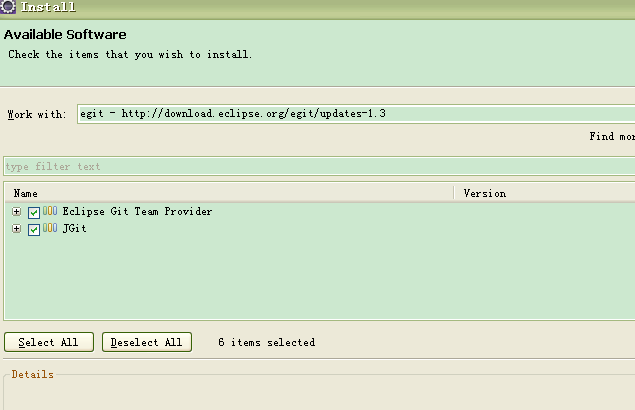 Install
Available Software
Check the items that you wish to install.
Work with: egit - http://download.eclipse.org/egit/updates-1.3
Find mor
type filter text
Name Version
Eclipse Git Team Provider
JGit
Select All Deselect All 6 items selected
Details